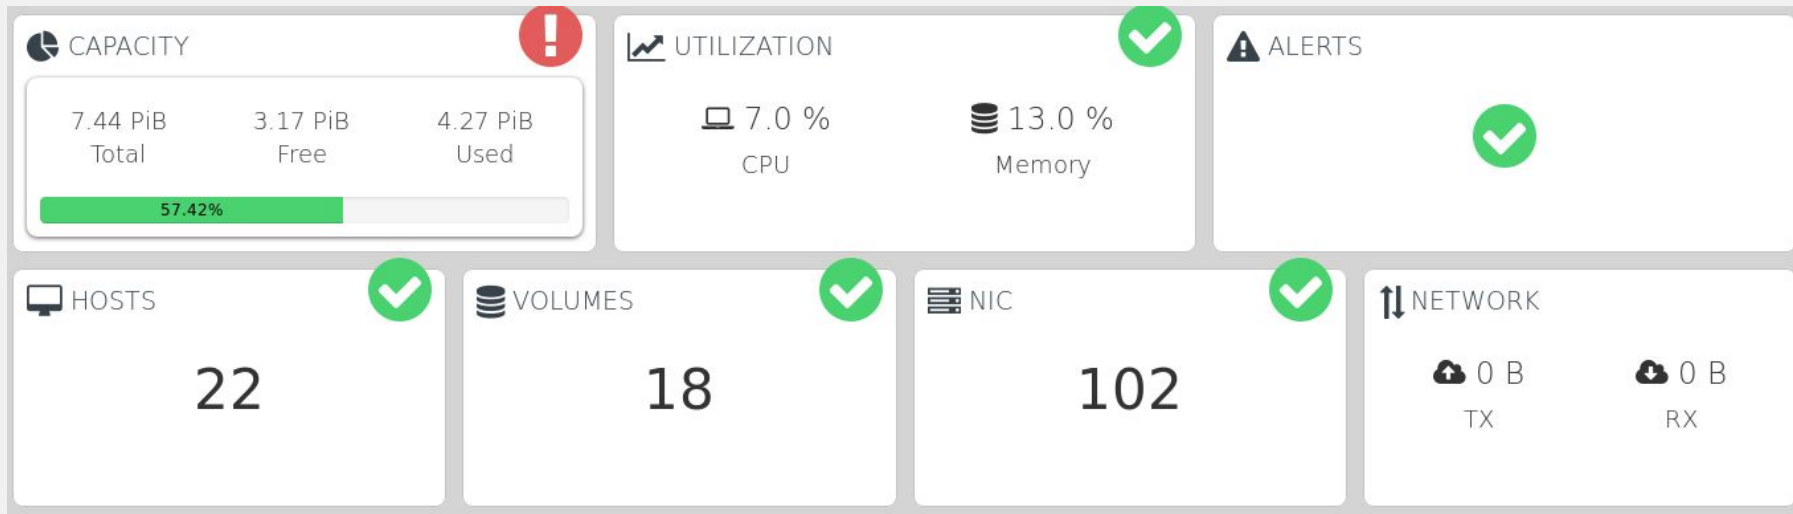 CAPACITY
7.44 PiB 3.17 PiB 4.27 PiB
Total Free Used
57.42%
UTILIZATION
7.0 % 13.0 %
CPU Memory
ALERTS
HOSTS
22
VOLUMES
18
NIC
102
NETWORK
0 B 0 B
TX RX